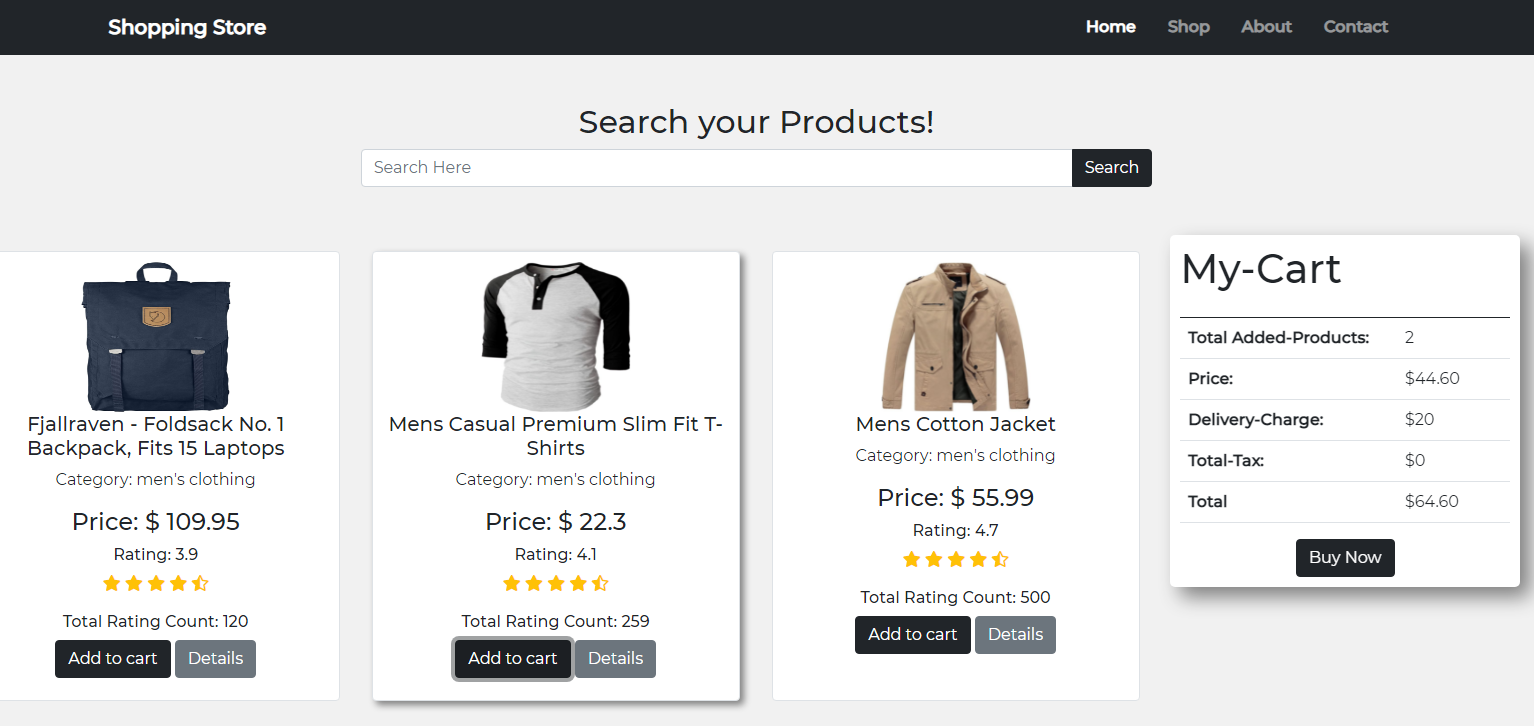 Shopping Store
Home Shop About Contact
Search your Products!
Search Here
Search
Fjallraven - Foldsack No. 1
Backpack, Fits 15 Laptops
Category: men's clothing
Price: $ 109.95
Rating: 3.9
Total Rating Count: 120
Add to cart Details
Mens Casual Premium Slim Fit T-
Shirts
Category: men's clothing
Price: $ 22.3
Rating: 4.1
Total Rating Count: 259
Add to cart Details
Mens Cotton Jacket
Category: men's clothing
Price: $ 55.99
Rating: 4.7
Total Rating Count: 500
Add to cart Details
My-Cart
Total Added-Products: 2
Price: $44.60
Delivery-Charge: $20
Total-Tax: $0
Total $64.60
Buy Now